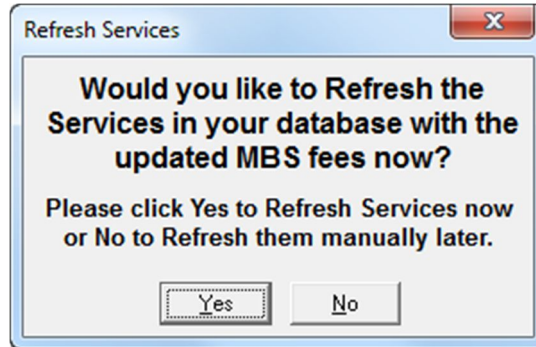 Refresh Services
Would you like to Refresh the
Services in your database with the
updated MBS fees now?
Please click Yes to Refresh Services now
or No to Refresh them manually later.
Yes
No